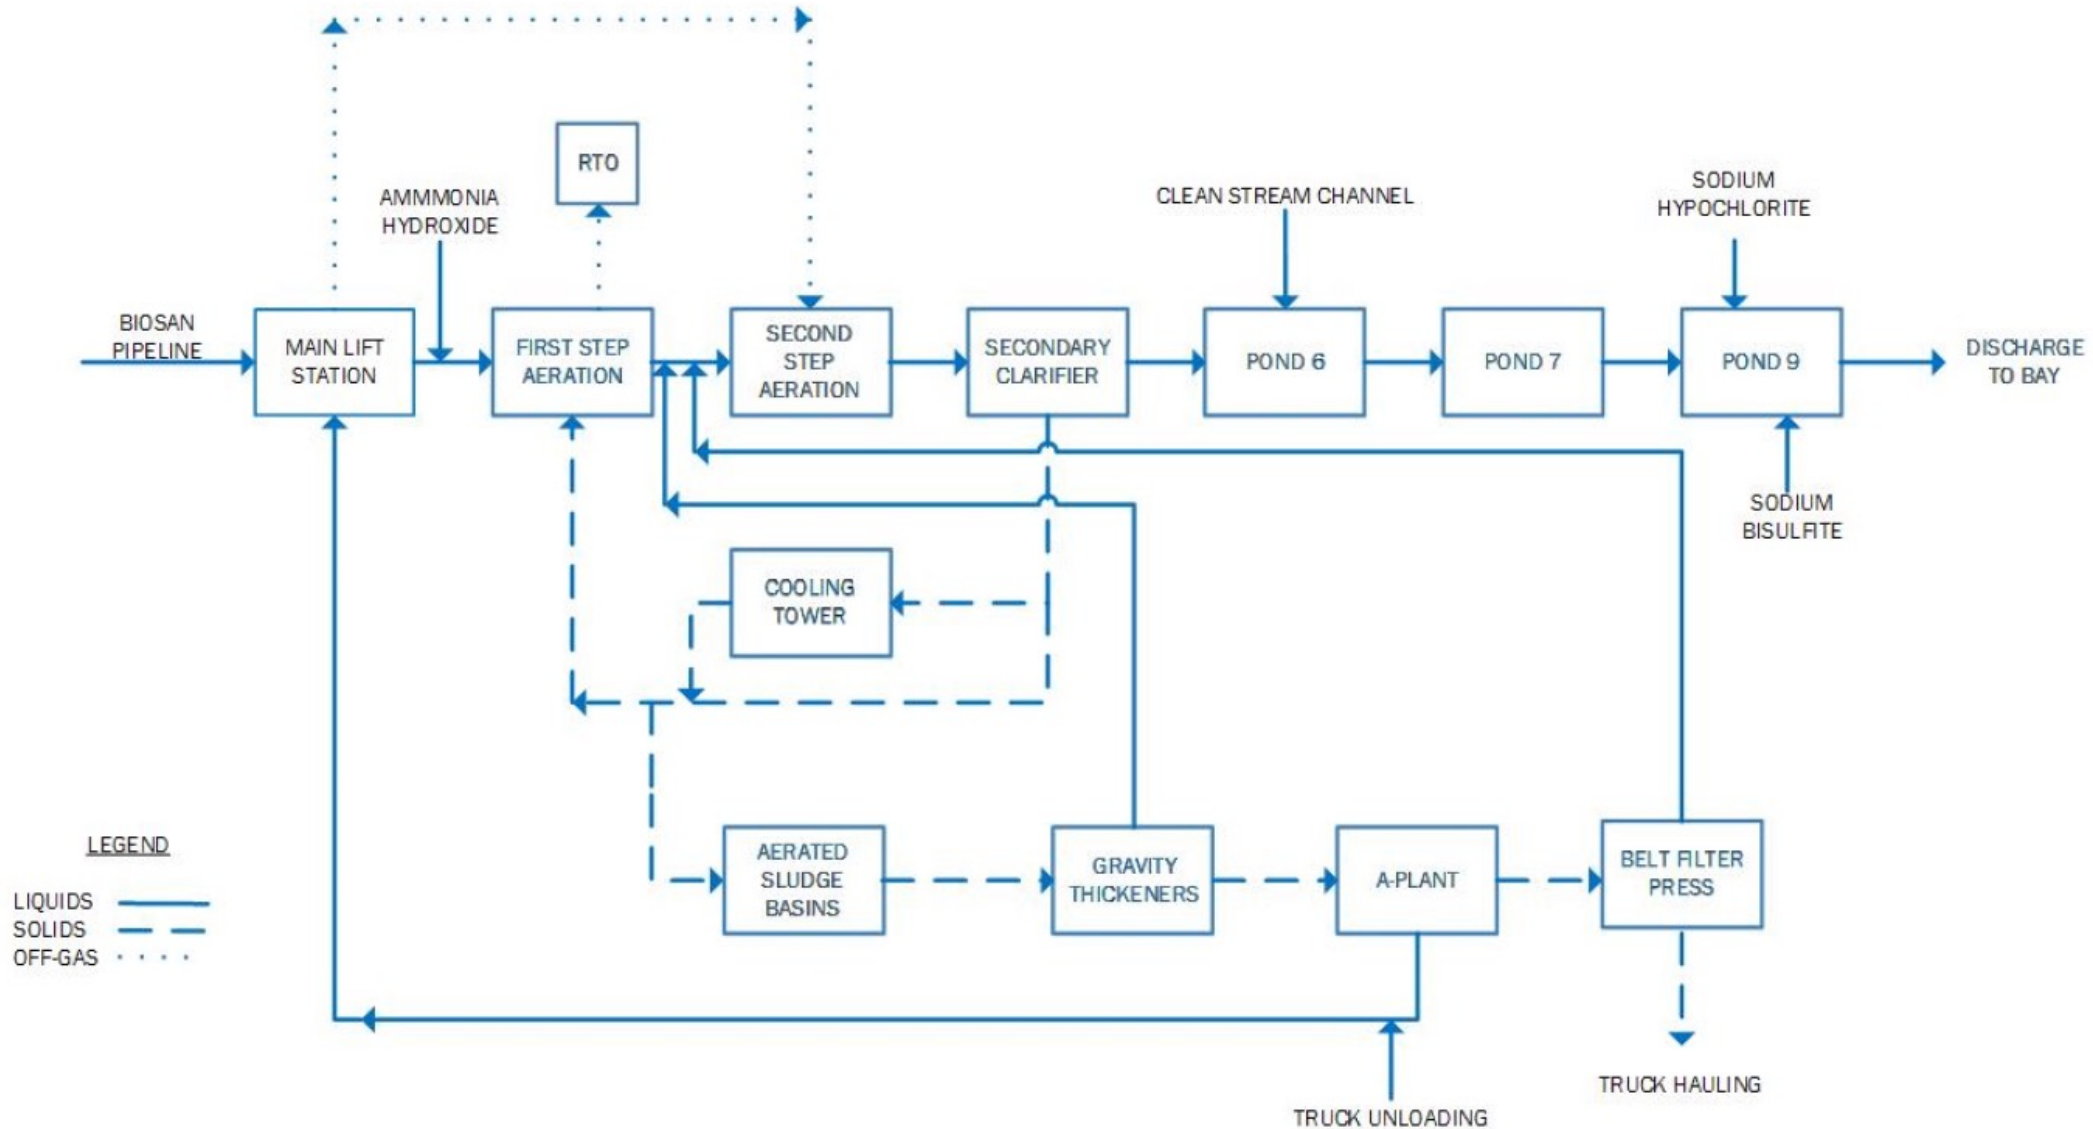 RTO
AMMMONIA
HYDROXIDE
CLEAN STREAM CHANNEL
SODIUM
HYPOCHLORITE
BIOSAN
PIPELINE
MAIN LIFT
STATION
FIRST STEP
AERATION
SECOND
STEP
AERATION
SECONDARY
CLARIFIER
POND 6
POND 7
POND 9
DISCHARGE
TO BAY
SODIUM
BISULFITE
COOLING
TOWER
AERATED
SLUDGE
BASINS
GRAVITY
THICKENERS
A-PLANT
BELT FILTER
PRESS
LEGEND
LIQUIDS
SOLIDS
OFF-GAS
TRUCK HAULING
TRUCK UNLOADING